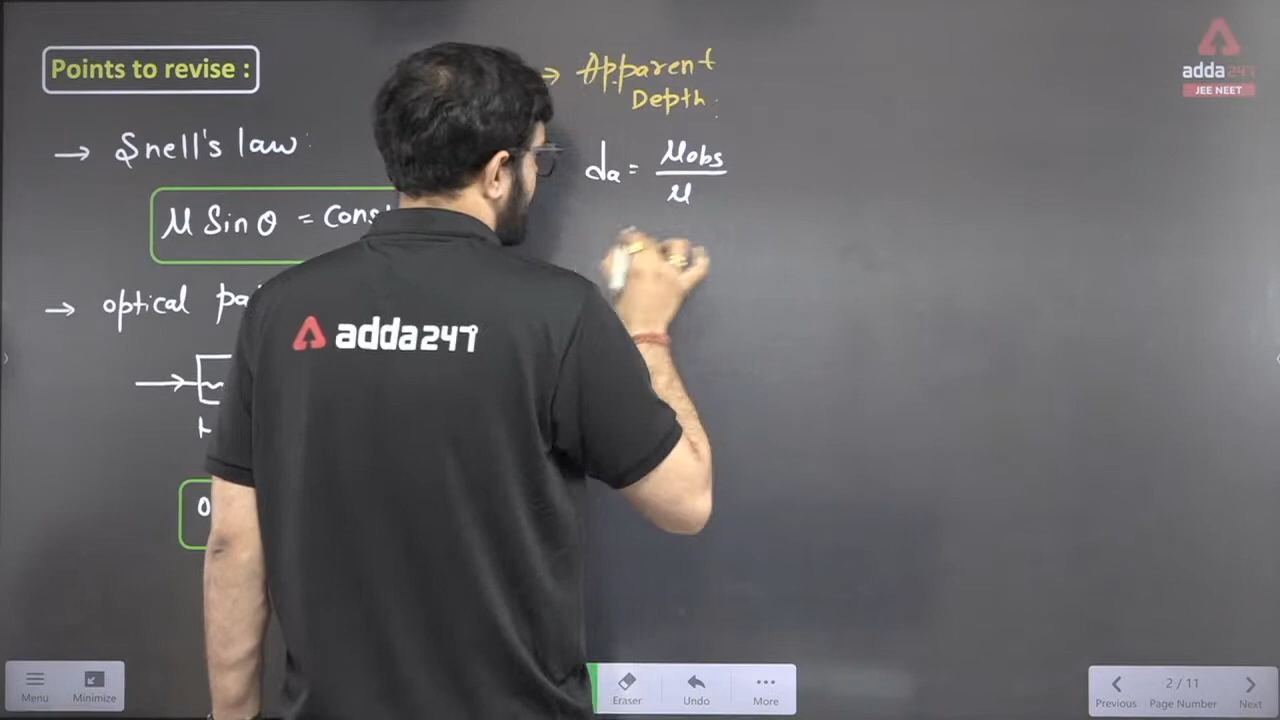 Points to revise :
→ Snell's law:
μ Sin θ = Cons
→ optical pa
→ Apparent
Depth:
da = μobs / μ
adda247
JEE NEET
adda247
Menu
Minimize
Eraser
Undo
More
Previous
2 / 11
Page Number
Next